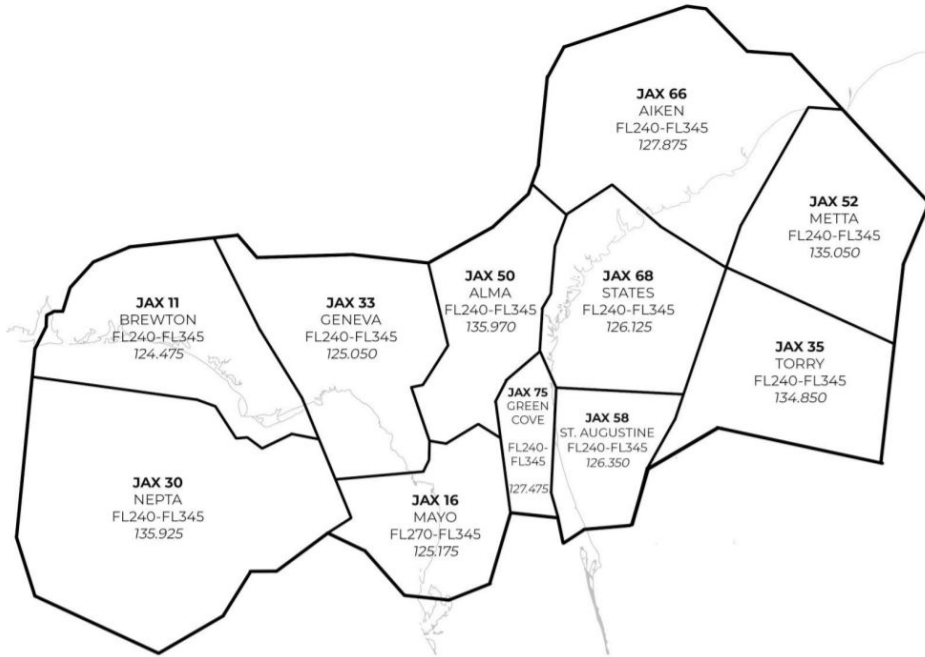 JAX 66
AIKEN
FL240-FL345
127.875
JAX 52
METTA
FL240-FL345
135.050
JAX 50
ALMA
FL240-FL345
135.970
JAX 68
STATES
FL240-FL345
126.125
JAX 11
BREWTON
FL240-FL345
124.475
JAX 33
GENEVA
FL240-FL345
125.050
JAX 35
TORRY
FL240-FL345
134.850
JAX 75
GREEN
COVE
FL240-
FL345
127.475
JAX 58
ST. AUGUSTINE
FL240-FL345
126.350
JAX 30
NEPTA
FL240-FL345
135.925
JAX 16
MAYO
FL270-FL345
125.175